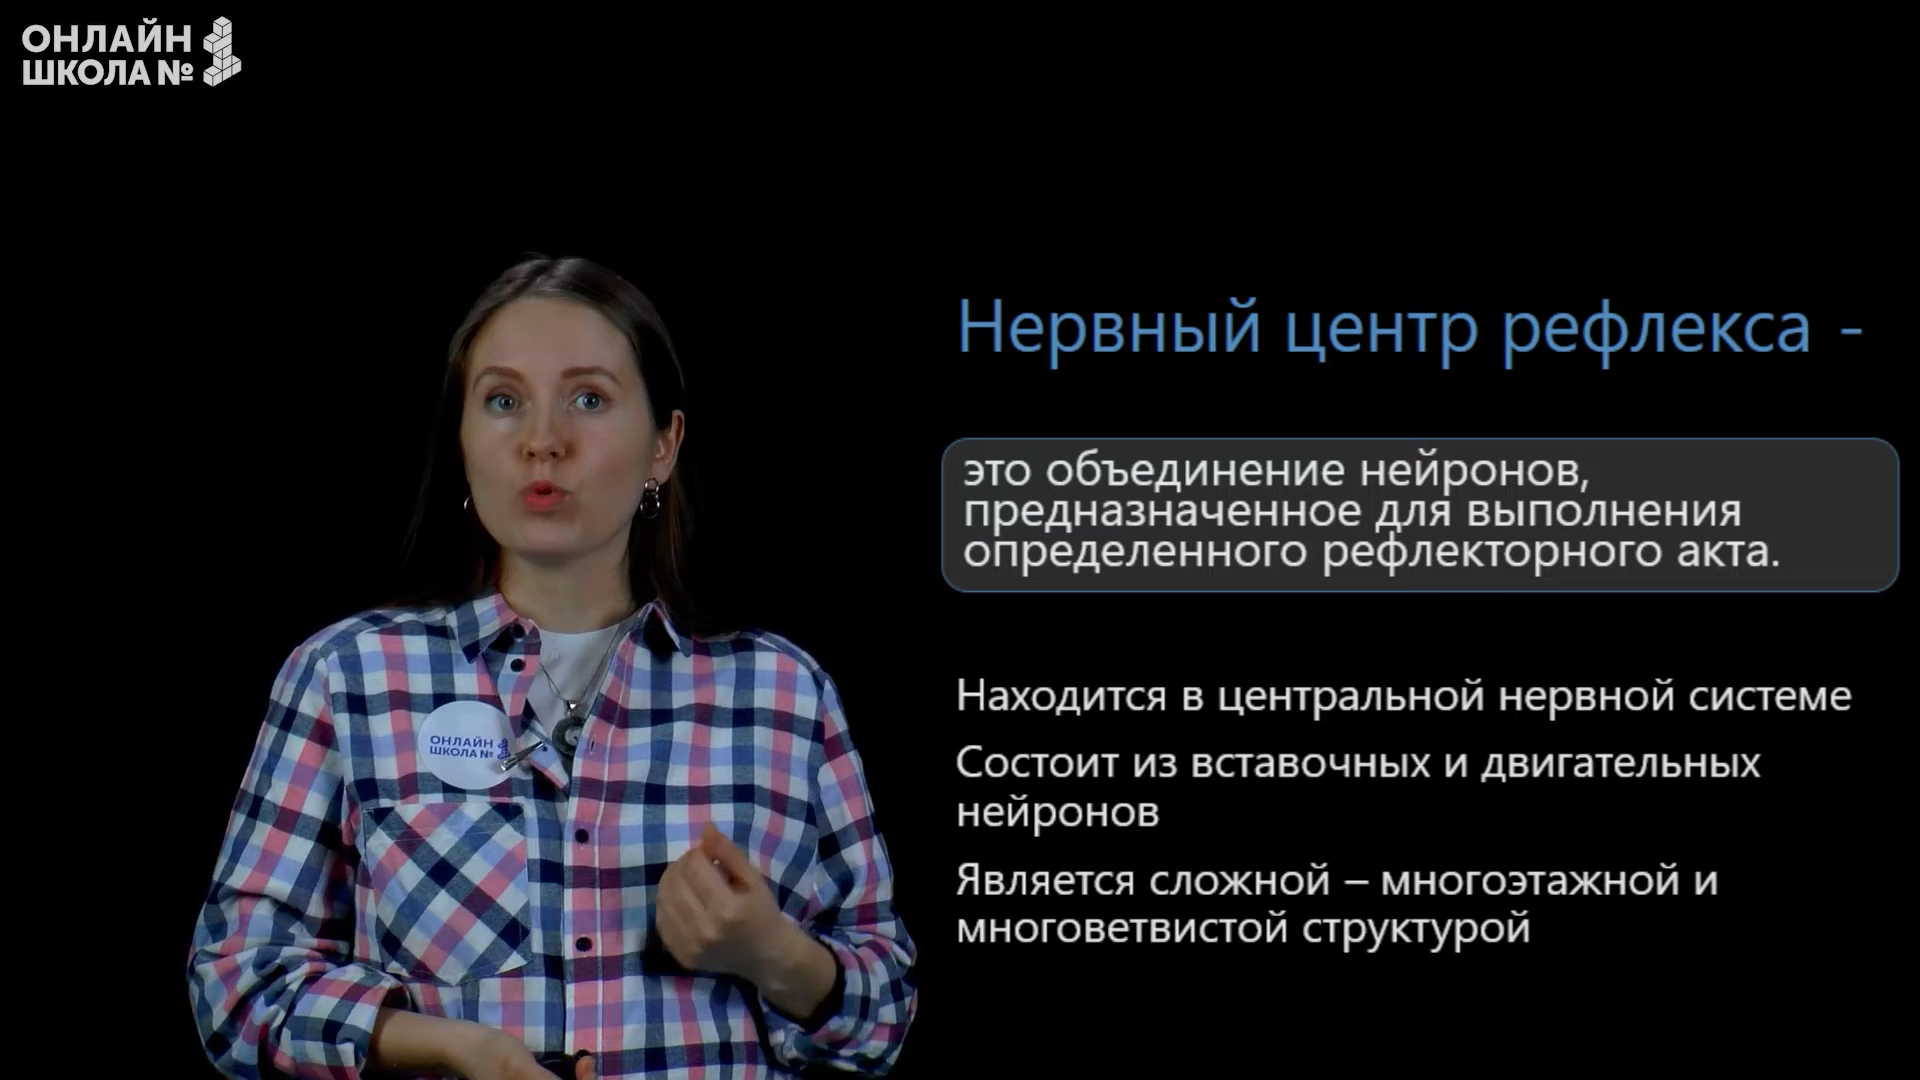 ОНЛАЙН
ШКОЛА №
Нервный центр рефлекса -
это объединение нейронов,
предназначенное для выполнения
определенного рефлекторного акта.
Находится в центральной нервной системе
Состоит из вставочных и двигательных
нейронов
Является сложной – многоэтажной и
многоветвистой структурой
ОНЛАЙН
ШКОЛА №